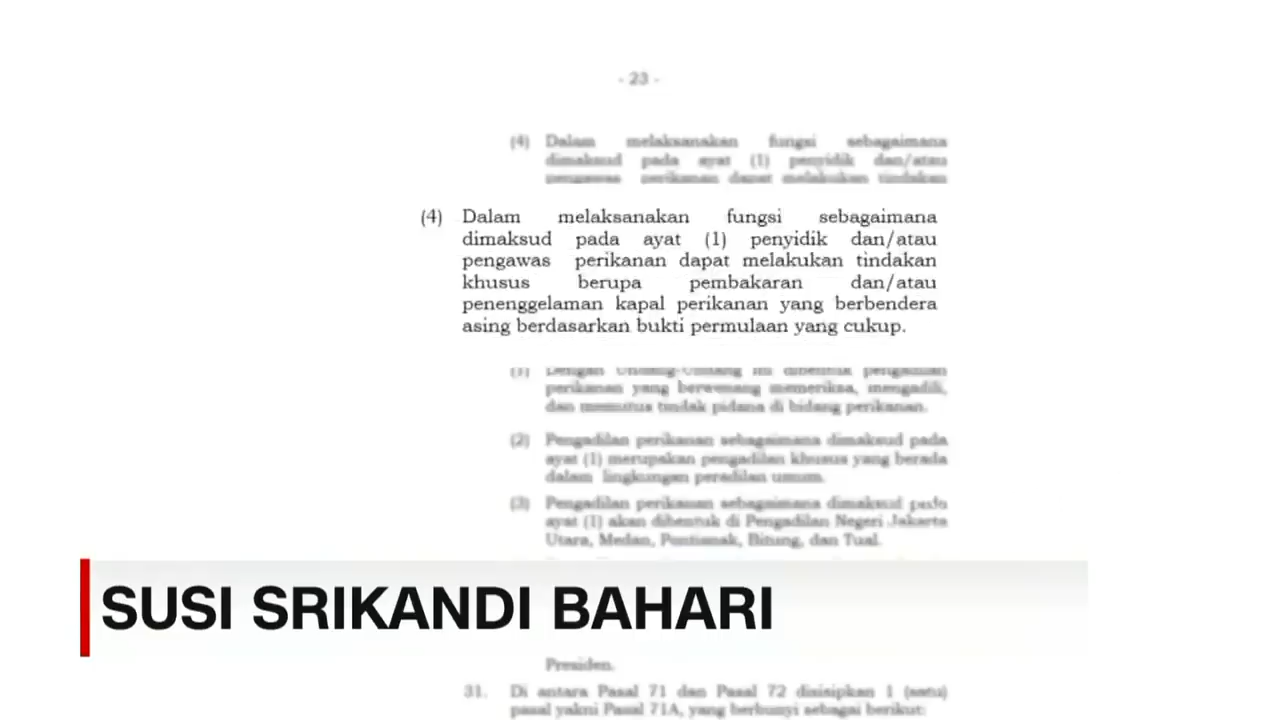 - 23 -
(4) Dalam melaksanakan fungsi sebagaimana
dimaksud pada ayat (1) penyidik dan/atau
pengawas perikanan dapat melakukan tindakan
(4) Dalam melaksanakan fungsi sebagaimana
dimaksud pada ayat (1) penyidik dan/atau
pengawas perikanan dapat melakukan tindakan
khusus berupa pembakaran dan/atau
penenggelaman kapal perikanan yang berbendera
asing berdasarkan bukti permulaan yang cukup.
(1) Dengan Undang-Undang ini dibentuk pengadilan
perikanan yang berwenang memeriksa, mengadili,
dan memutus tindak pidana di bidang perikanan.
(2) Pengadilan perikanan sebagaimana dimaksud pada
ayat (1) merupakan pengadilan khusus yang berada
dalam lingkungan peradilan umum.
(3) Pengadilan perikanan sebagaimana dimaksud pada
ayat (1) akan dibentuk di Pengadilan Negeri Jakarta
Utara, Medan, Pontianak, Bitung, dan Tual.
SUSI SRIKANDI BAHARI
Presiden.
31. Di antara Pasal 71 dan Pasal 72 disisipkan 1 (satu)
pasal yakni Pasal 71A, yang berbunyi sebagai berikut: